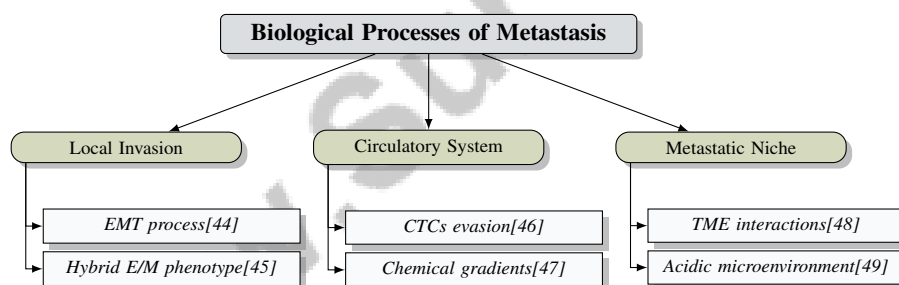 Biological Processes of Metastasis
Local Invasion
EMT process[44]
Hybrid E/M phenotype[45]
Circulatory System
CTCs evasion[46]
Chemical gradients[47]
Metastatic Niche
TME interactions[48]
Acidic microenvironment[49]